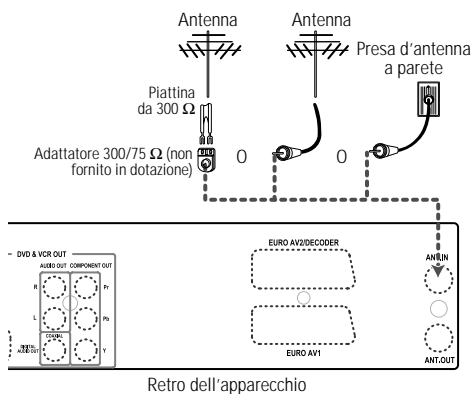 Antenna
Antenna
Presa d'antenna
a parete
Piattina
da 300 Ω
Adattatore 300/75 Ω (non
fornito in dotazione)
O
O
DVD & VCR OUT
AUDIO OUT
COMPONENT OUT
R
Pr
L
Pb
COAXIAL
DIGITAL
AUDIO OUT
Y
EURO AV2/DECODER
EURO AV1
ANT.IN
ANT.OUT
Retro dell'apparecchio